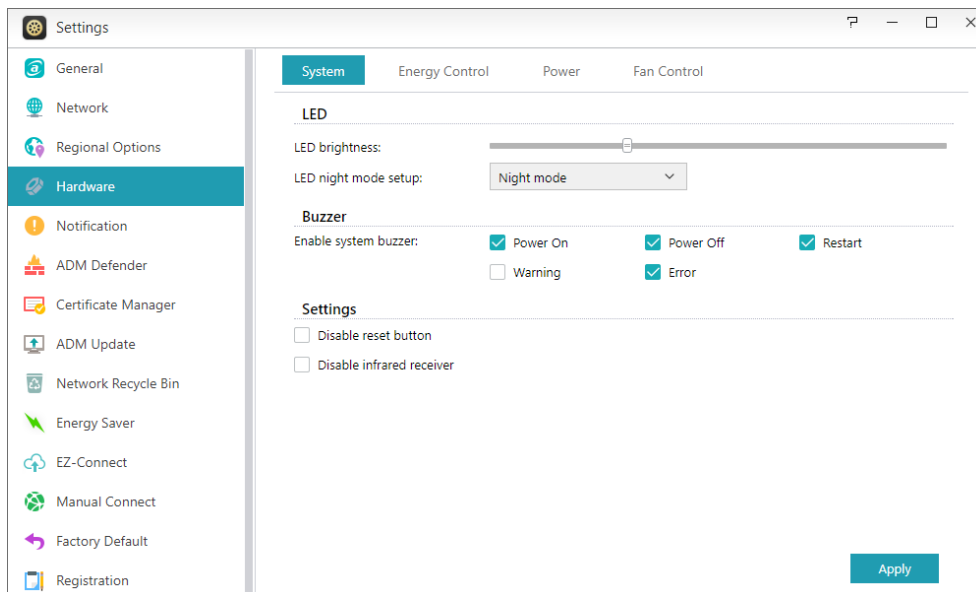 Settings
General
Network
Regional Options
Hardware
Notification
ADM Defender
Certificate Manager
ADM Update
Network Recycle Bin
Energy Saver
EZ-Connect
Manual Connect
Factory Default
Registration
System Energy Control Power Fan Control
LED
LED brightness:
LED night mode setup: Night mode
Buzzer
Enable system buzzer: Power On Power Off Restart
Warning Error
Settings
Disable reset button
Disable infrared receiver
Apply